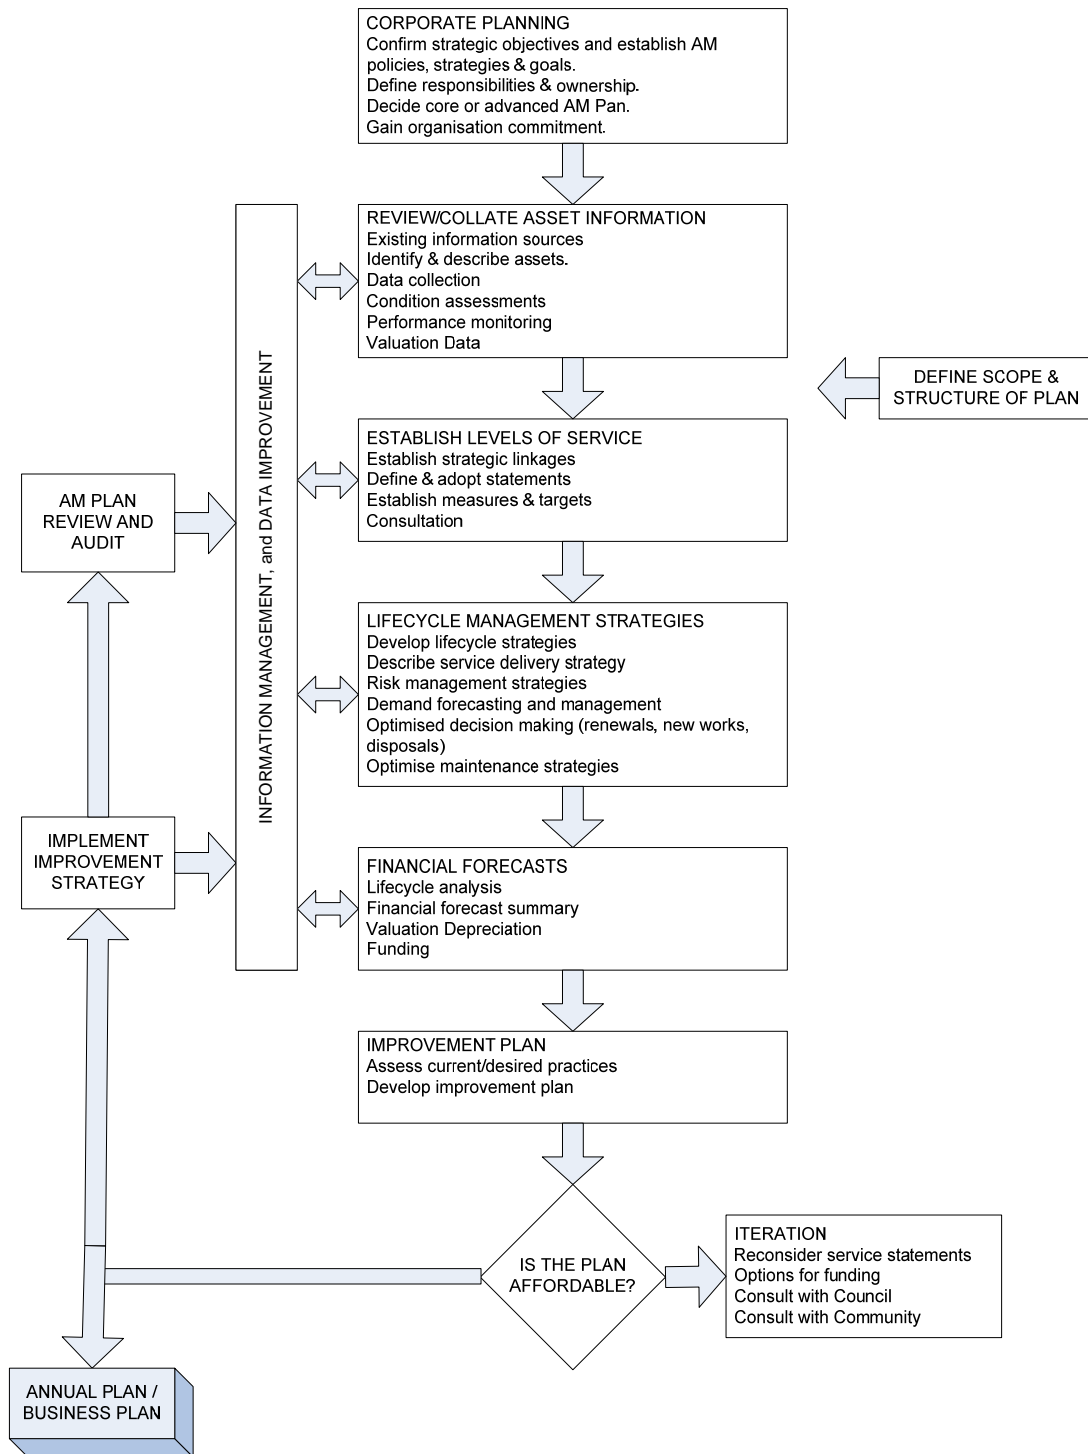 CORPORATE PLANNING
Confirm strategic objectives and establish AM
policies, strategies & goals.
Define responsibilities & ownership.
Decide core or advanced AM Pan.
Gain organisation commitment.
REVIEW/COLLATE ASSET INFORMATION
Existing information sources
Identify & describe assets.
Data collection
Condition assessments
Performance monitoring
Valuation Data
INFORMATION MANAGEMENT, and DATA IMPROVEMENT
DEFINE SCOPE &
STRUCTURE OF PLAN
ESTABLISH LEVELS OF SERVICE
Establish strategic linkages
Define & adopt statements
Establish measures & targets
Consultation
AM PLAN
REVIEW AND
AUDIT
LIFECYCLE MANAGEMENT STRATEGIES
Develop lifecycle strategies
Describe service delivery strategy
Risk management strategies
Demand forecasting and management
Optimised decision making (renewals, new works,
disposals)
Optimise maintenance strategies
IMPLEMENT
IMPROVEMENT
STRATEGY
FINANCIAL FORECASTS
Lifecycle analysis
Financial forecast summary
Valuation Depreciation
Funding
IMPROVEMENT PLAN
Assess current/desired practices
Develop improvement plan
IS THE PLAN
AFFORDABLE?
ITERATION
Reconsider service statements
Options for funding
Consult with Council
Consult with Community
ANNUAL PLAN /
BUSINESS PLAN